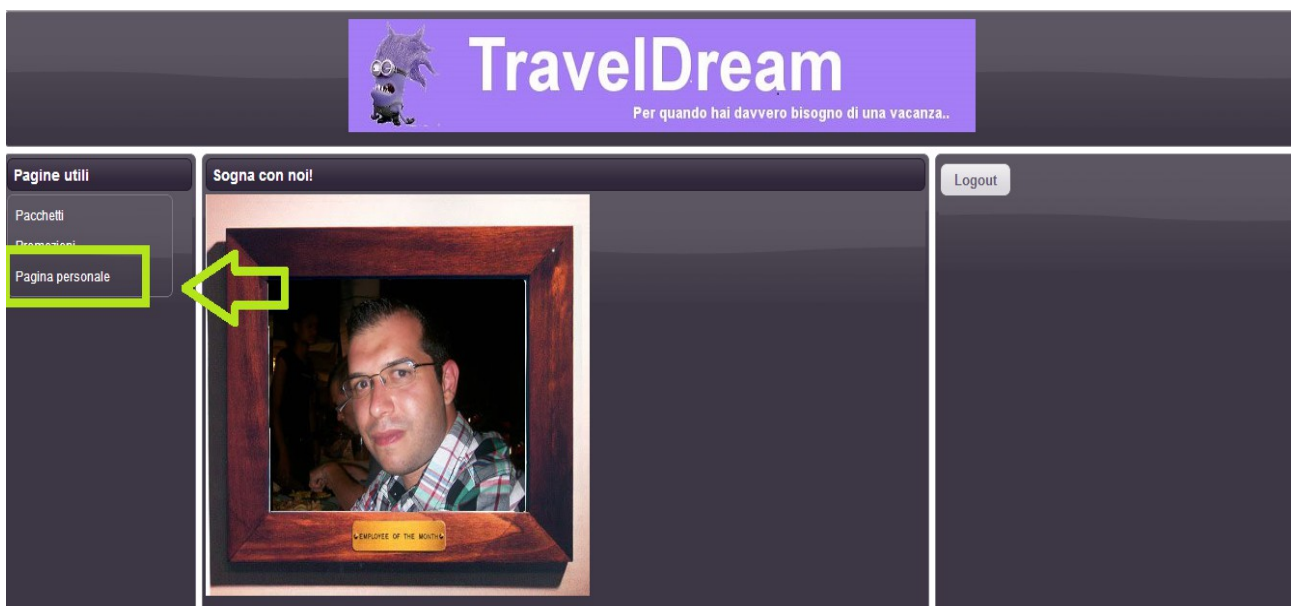 TravelDream
Per quando hai davvero bisogno di una vacanza..
Pagine utili
Pacchetti
Promozioni
Pagina personale
Sogna con noi!
EMPLOYEE OF THE MONTH
Logout